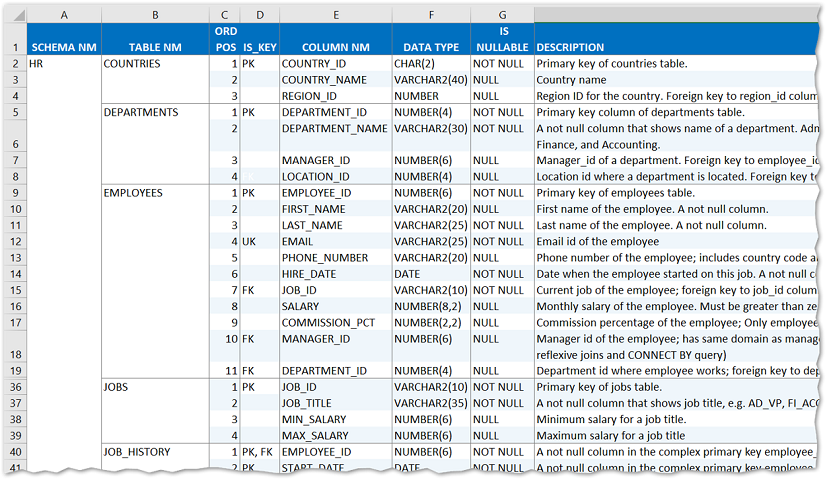 A B C D E F G
1 SCHEMA NM TABLE NM ORD POS IS_KEY COLUMN NM DATA TYPE IS NULLABLE DESCRIPTION
2 HR COUNTRIES 1 PK COUNTRY_ID CHAR(2) NOT NULL Primary key of countries table.
3 2 COUNTRY_NAME VARCHAR2(40) NULL Country name
4 3 REGION_ID NUMBER NULL Region ID for the country. Foreign key to region_id colum
5 DEPARTMENTS 1 PK DEPARTMENT_ID NUMBER(4) NOT NULL Primary key column of departments table.
2 DEPARTMENT_NAME VARCHAR2(30) NOT NULL A not null column that shows name of a department. Adm
6 Finance, and Accounting.
7 3 MANAGER_ID NUMBER(6) NULL Manager_id of a department. Foreign key to employee_id
8 4 LOCATION_ID NUMBER(4) NULL Location id where a department is located. Foreign key to
9 EMPLOYEES 1 PK EMPLOYEE_ID NUMBER(6) NOT NULL Primary key of employees table.
10 2 FIRST_NAME VARCHAR2(20) NULL First name of the employee. A not null column.
11 3 LAST_NAME VARCHAR2(25) NOT NULL Last name of the employee. A not null column.
12 4 UK EMAIL VARCHAR2(25) NOT NULL Email id of the employee
13 5 PHONE_NUMBER VARCHAR2(20) NULL Phone number of the employee; includes country code a
14 6 HIRE_DATE DATE NOT NULL Date when the employee started on this job. A not null c
15 7 FK JOB_ID VARCHAR2(10) NOT NULL Current job of the employee; foreign key to job_id colum
16 8 SALARY NUMBER(8,2) NULL Monthly salary of the employee. Must be greater than ze
17 9 COMMISSION_PCT NUMBER(2,2) NULL Commission percentage of the employee; Only employee
10 FK MANAGER_ID NUMBER(6) NULL Manager id of the employee; has same domain as manag
18 reflexive joins and CONNECT BY query)
19 11 FK DEPARTMENT_ID NUMBER(4) NULL Department id where employee works; foreign key to dep
36 JOBS 1 PK JOB_ID VARCHAR2(10) NOT NULL Primary key of jobs table.
37 2 JOB_TITLE VARCHAR2(35) NOT NULL A not null column that shows job title, e.g. AD_VP, FI_ACC
38 3 MIN_SALARY NUMBER(6) NULL Minimum salary for a job title.
39 4 MAX_SALARY NUMBER(6) NULL Maximum salary for a job title
40 JOB_HISTORY 1 PK, FK EMPLOYEE_ID NUMBER(6) NOT NULL A not null column in the complex primary key employee_
41 2 PK START_DATE DATE NOT NULL A not null column in the complex primary key employee